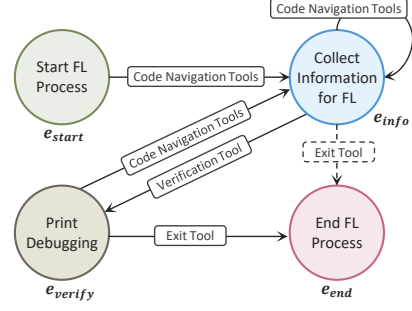 Code Navigation Tools
Start FL
Process
Code Navigation Tools
Collect
Information
for FL
e_start
e_info
Code Navigation Tools
Verification Tool
Exit Tool
Print
Debugging
Exit Tool
End FL
Process
e_verify
e_end